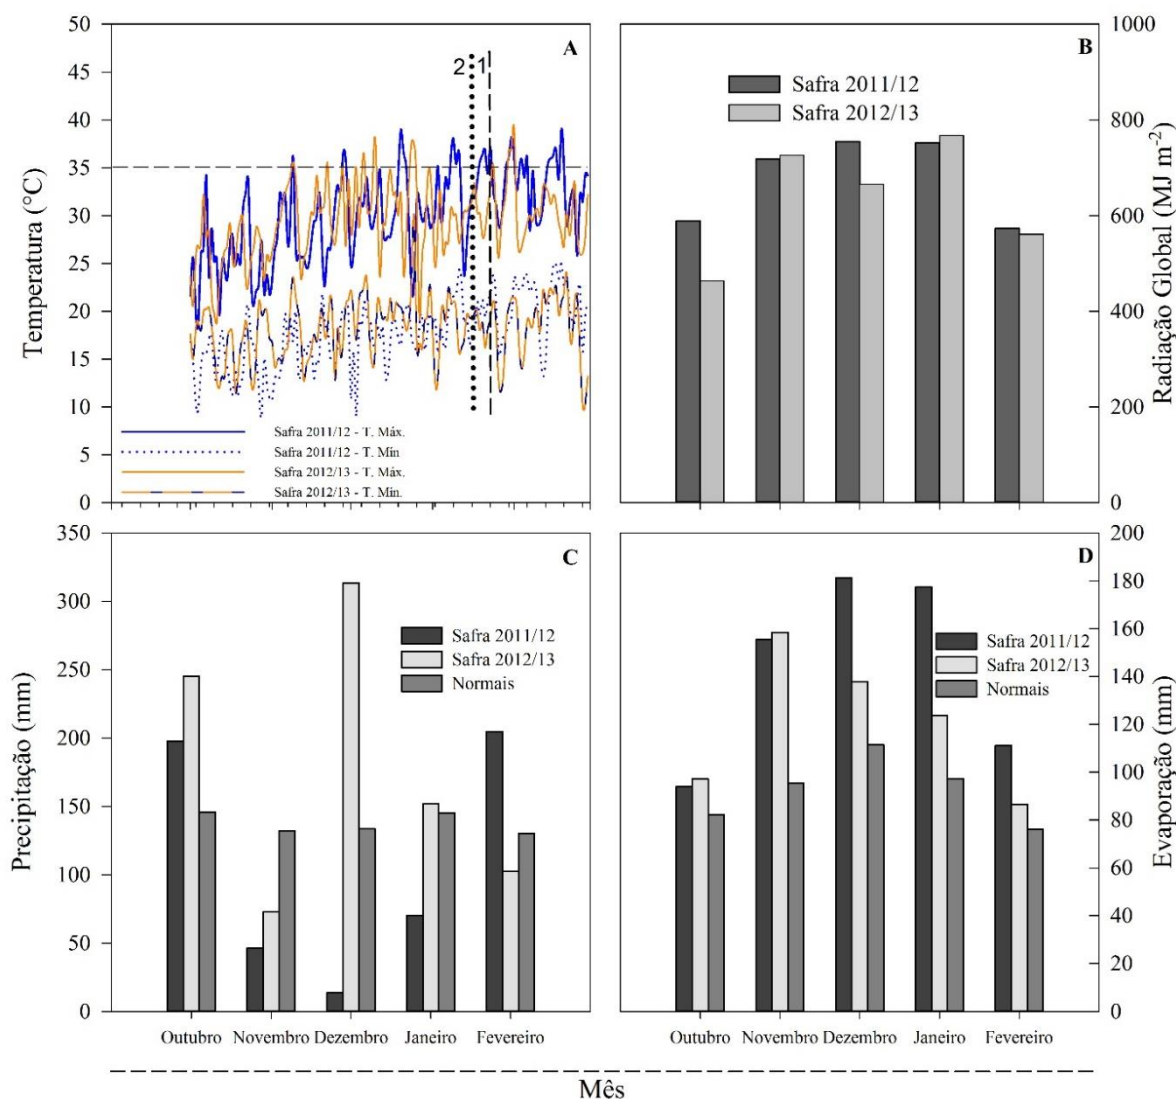 A
50
45
40
35
30
25
20
15
10
5
0
Temperatura (°C)
2 1
Safra 2011/12 - T. Máx.
Safra 2011/12 - T. Mín
Safra 2012/13 - T. Máx.
Safra 2012/13 - T. Mín.
B
Safra 2011/12
Safra 2012/13
1000
800
600
400
200
0
Radiação Global (MJ m-2)
C
350
300
250
200
150
100
50
0
Precipitação (mm)
Safra 2011/12
Safra 2012/13
Normais
Outubro Novembro Dezembro Janeiro Fevereiro
D
Safra 2011/12
Safra 2012/13
Normais
200
180
160
140
120
100
80
60
40
20
0
Evaporação (mm)
Outubro Novembro Dezembro Janeiro Fevereiro
Mês